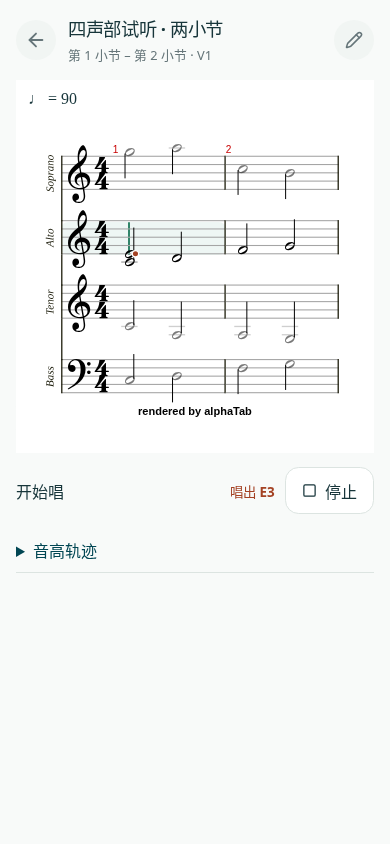 四声部试听 · 两小节
第 1 小节 – 第 2 小节 · V1
♩ = 90
1
2
Soprano
Alto
Tenor
Bass
rendered by alphaTab
开始唱
唱出 E3
停止
音高轨迹